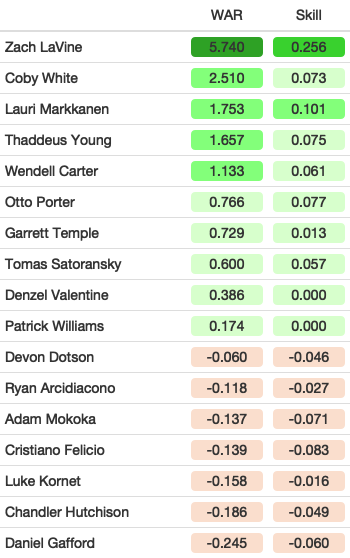 WAR Skill
Zach LaVine 5.740 0.256
Coby White 2.510 0.073
Lauri Markkanen 1.753 0.101
Thaddeus Young 1.657 0.075
Wendell Carter 1.133 0.061
Otto Porter 0.766 0.077
Garrett Temple 0.729 0.013
Tomas Satoransky 0.600 0.057
Denzel Valentine 0.386 0.000
Patrick Williams 0.174 0.000
Devon Dotson -0.060 -0.046
Ryan Arcidiacono -0.118 -0.027
Adam Mokoka -0.137 -0.071
Cristiano Felicio -0.139 -0.083
Luke Kornet -0.158 -0.016
Chandler Hutchison -0.186 -0.049
Daniel Gafford -0.245 -0.060